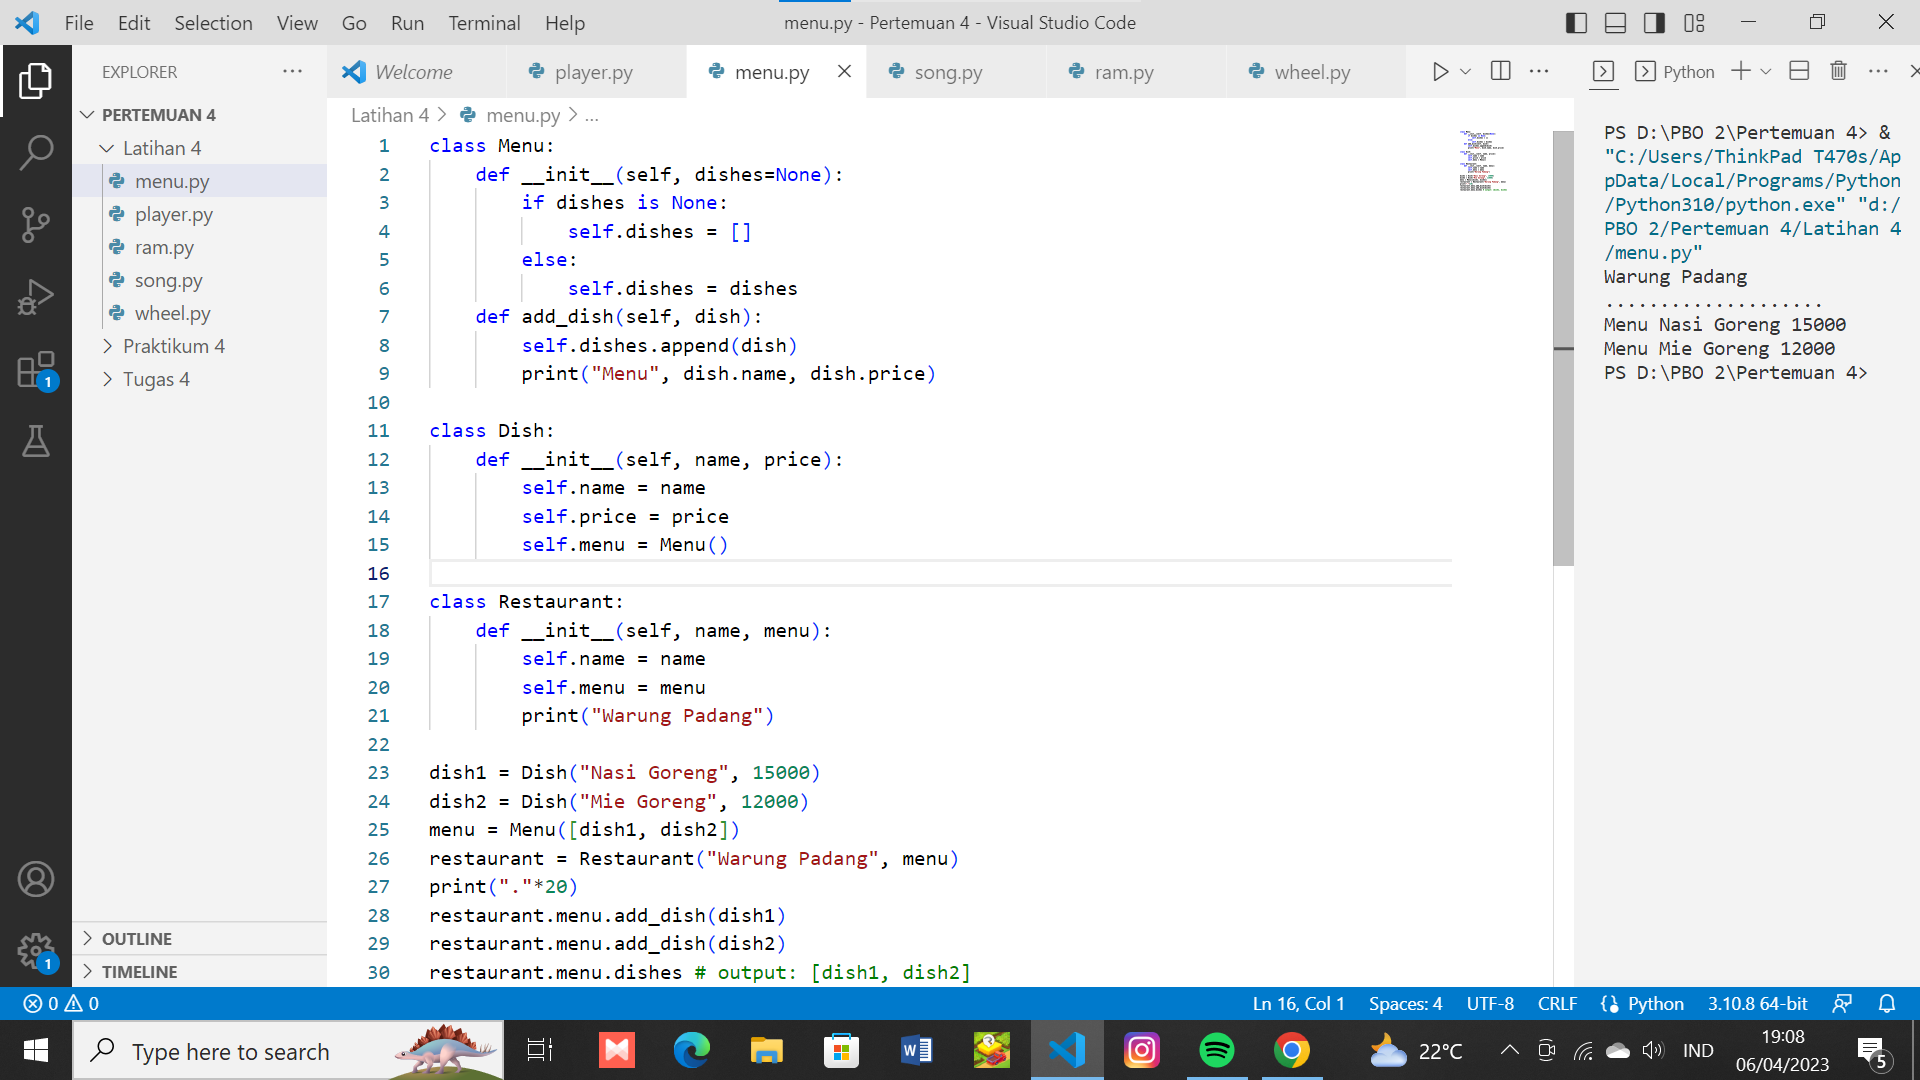 File Edit Selection View Go Run Terminal Help
menu.py - Pertemuan 4 - Visual Studio Code
EXPLORER
PERTEMUAN 4
Latihan 4
menu.py
player.py
ram.py
song.py
wheel.py
Praktikum 4
Tugas 4
OUTLINE
TIMELINE
Welcome player.py menu.py song.py ram.py wheel.py
Latihan 4 > menu.py > ...
1 class Menu:
2     def __init__(self, dishes=None):
3         if dishes is None:
4             self.dishes = []
5         else:
6             self.dishes = dishes
7     def add_dish(self, dish):
8         self.dishes.append(dish)
9         print("Menu", dish.name, dish.price)
10
11 class Dish:
12     def __init__(self, name, price):
13         self.name = name
14         self.price = price
15         self.menu = Menu()
16
17 class Restaurant:
18     def __init__(self, name, menu):
19         self.name = name
20         self.menu = menu
21         print("Warung Padang")
22
23 dish1 = Dish("Nasi Goreng", 15000)
24 dish2 = Dish("Mie Goreng", 12000)
25 menu = Menu([dish1, dish2])
26 restaurant = Restaurant("Warung Padang", menu)
27 print("."*20)
28 restaurant.menu.add_dish(dish1)
29 restaurant.menu.add_dish(dish2)
30 restaurant.menu.dishes # output: [dish1, dish2]
Python
PS D:\PBO 2\Pertemuan 4> &
"C:/Users/ThinkPad T470s/Ap
pData/Local/Programs/Python
/Python310/python.exe" "d:/
PBO 2/Pertemuan 4/Latihan 4
/menu.py"
Warung Padang
....................
Menu Nasi Goreng 15000
Menu Mie Goreng 12000
PS D:\PBO 2\Pertemuan 4>
1
1
0 0
Ln 16, Col 1 Spaces: 4 UTF-8 CRLF Python 3.10.8 64-bit
Type here to search
22°C
IND
19:08
06/04/2023
5